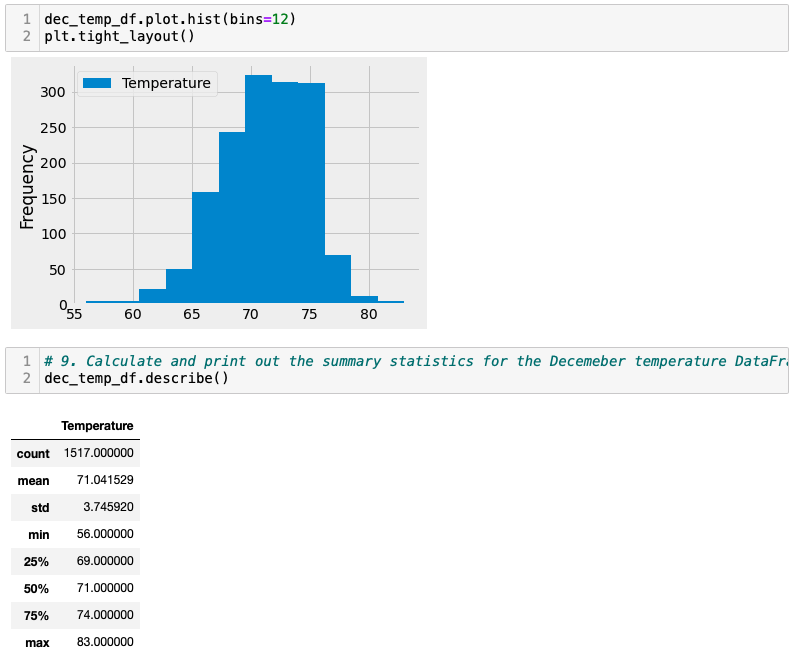 1 dec_temp_df.plot.hist(bins=12)
2 plt.tight_layout()
Temperature
300
250
200
150
100
50
0
Frequency
55 60 65 70 75 80
1 # 9. Calculate and print out the summary statistics for the Decemeber temperature DataFra
2 dec_temp_df.describe()
Temperature
count 1517.000000
mean 71.041529
std 3.745920
min 56.000000
25% 69.000000
50% 71.000000
75% 74.000000
max 83.000000